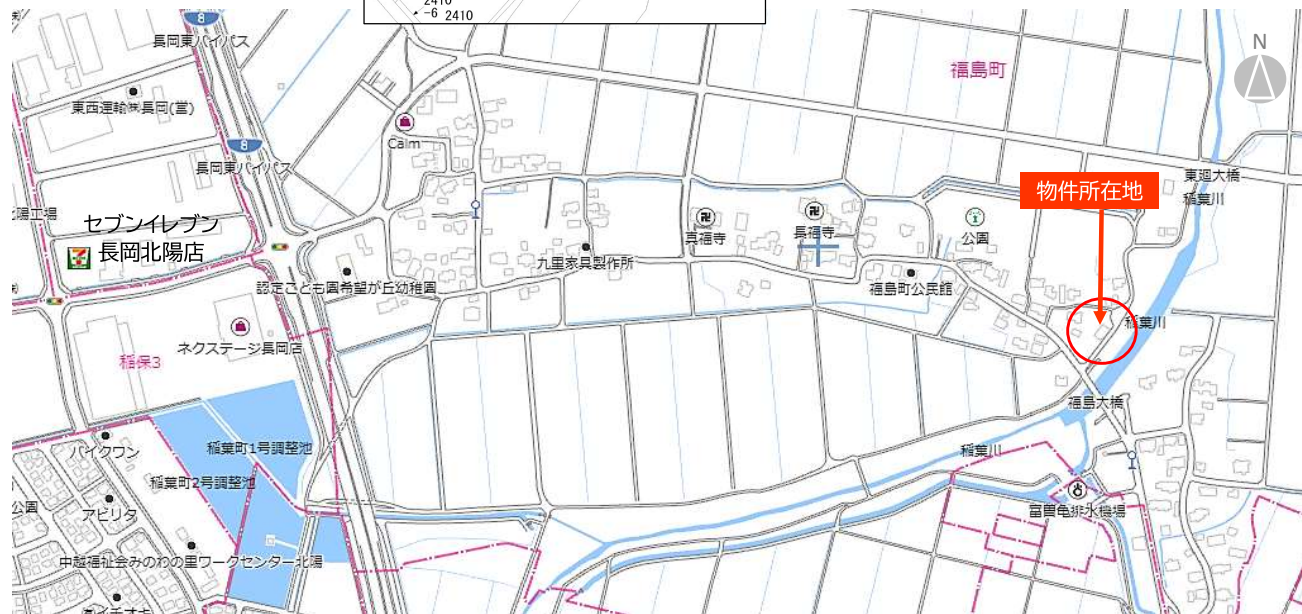 2410
-6 2410
8
長岡東バイパス
福島町
N
東西運輸㈱長岡(営)
Calm
8
長岡東バイパス
東廻大橋
稲葉川
物件所在地
北陽工場
セブンイレブン
長岡北陽店
真福寺
長福寺
公園
九里家具製作所
認定こども園希望が丘幼稚園
福島町公民館
稲葉川
ネクステージ長岡店
稲保3
福島大橋
バイクワン
稲葉町1号調整池
稲葉川
稲葉町2号調整池
公園
アビリタ
富曽亀排水機場
中越福祉会みのわの里ワークセンター北陽